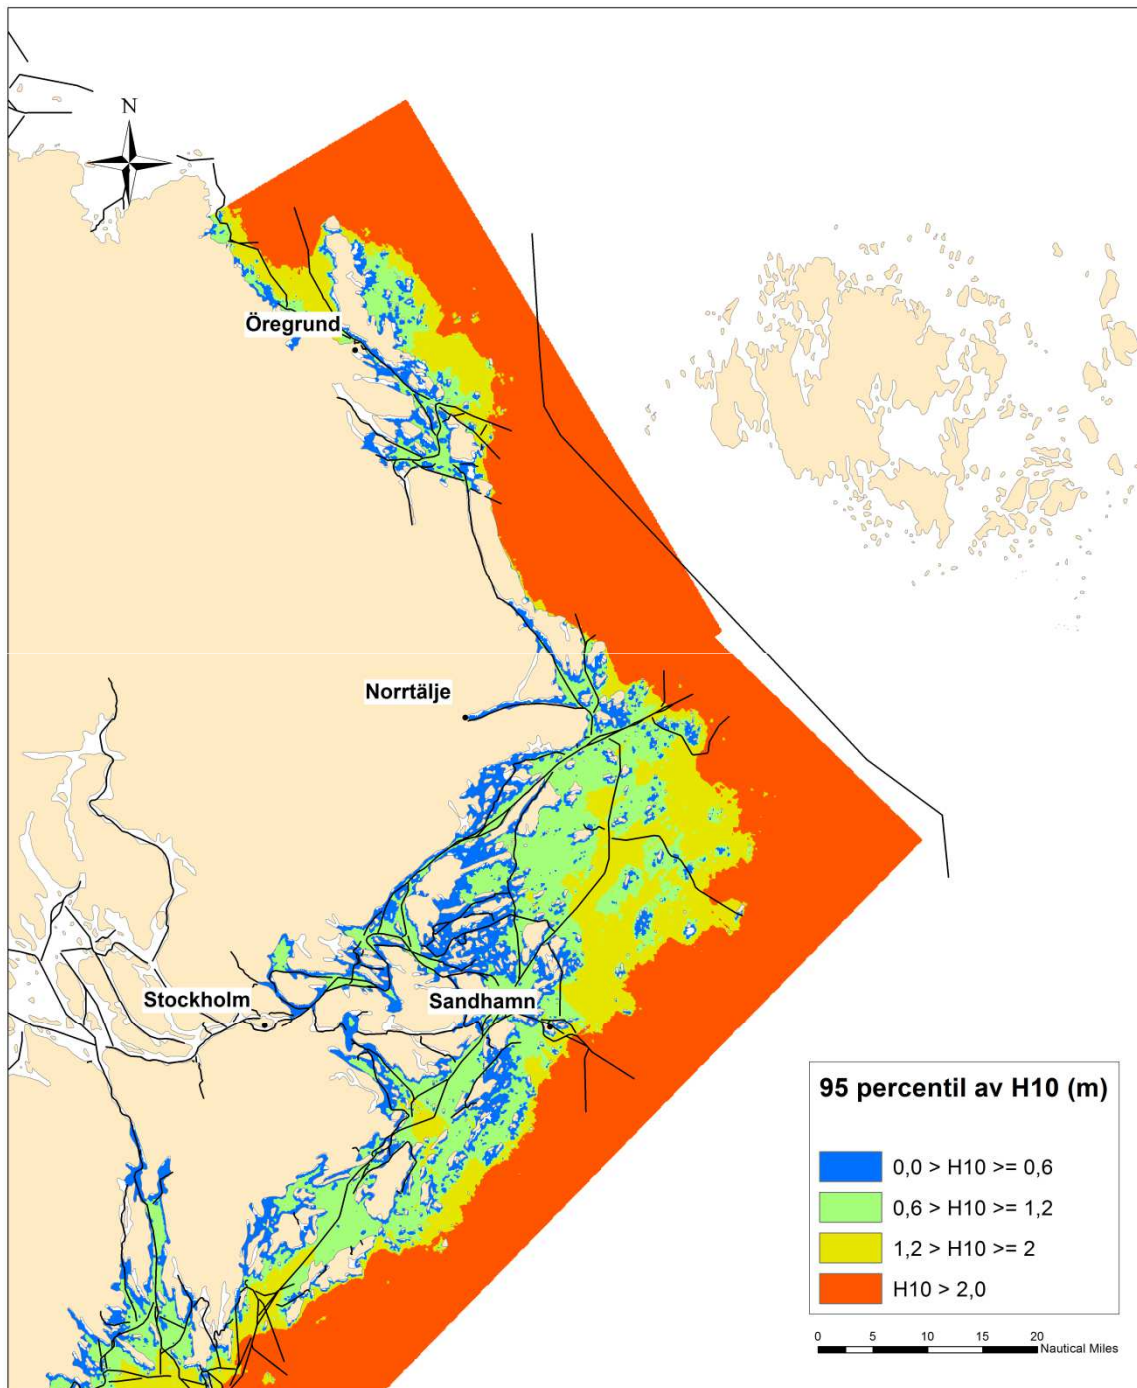 N
Öregrund
Norrtälje
Stockholm
Sandhamn
95 percentil av H10 (m)
0,0 > H10 >= 0,6
0,6 > H10 >= 1,2
1,2 > H10 >= 2
H10 > 2,0
0 5 10 15 20
Nautical Miles